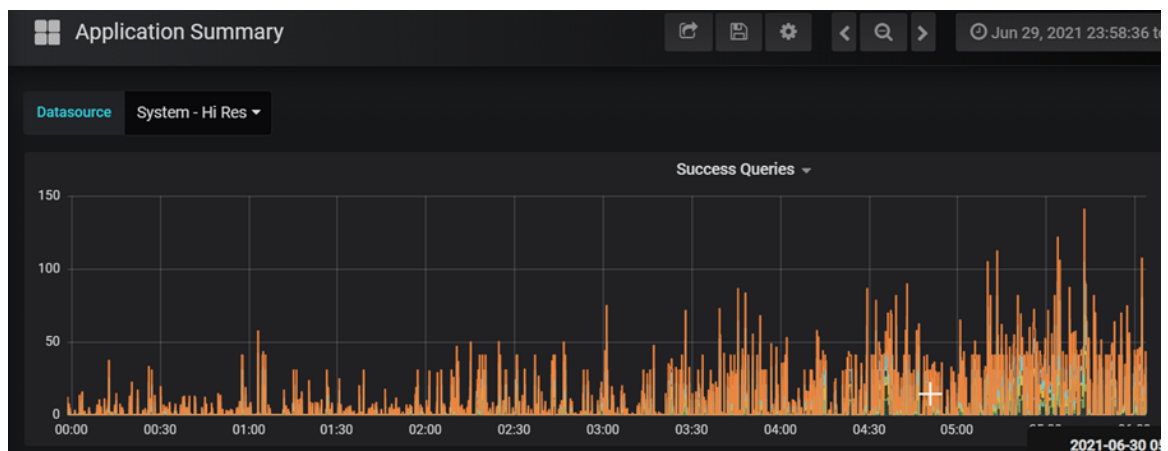 Application Summary
Jun 29, 2021 23:58:36
Datasource
System - Hi Res
Success Queries
150
100
50
0
00:00 00:30 01:00 01:30 02:00 02:30 03:00 03:30 04:00 04:30 05:00
2021-06-30